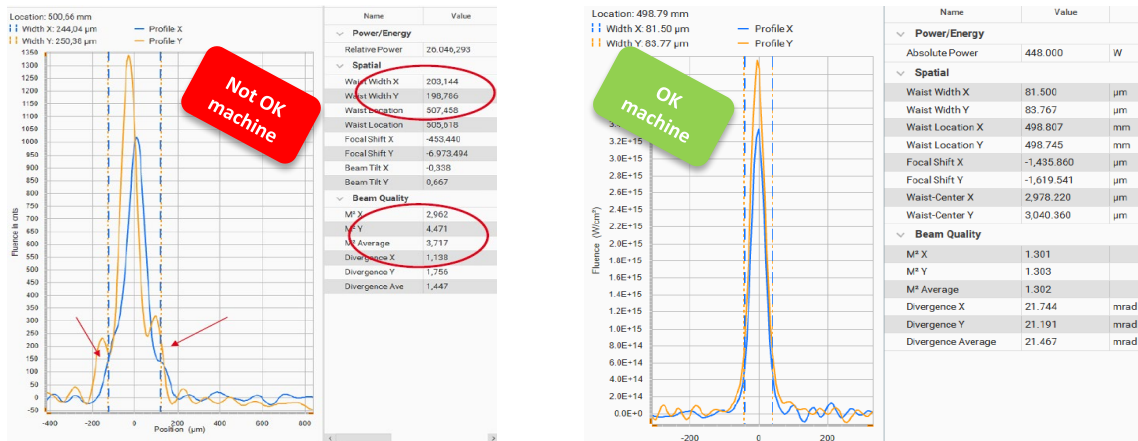 Location: 500,56 mm
Width X: 244,04 µm
Profile X
Width Y: 250,38 µm
Profile Y
1350
1300
1250
1200
1150
1100
1050
1000
950
900
850
800
750
700
650
600
550
500
450
400
350
300
250
200
150
100
50
0
-50
Fluence in cnts
-400 -200 0 200 400 600 800
Position (µm)
Not OK
machine
Name Value
Power/Energy
Relative Power 26.046,293
Spatial
Waist Width X 203,144
Waist Width Y 198,786
Waist Location 507,458
Waist Location 505,618
Focal Shift X -453,440
Focal Shift Y -6.973,494
Beam Tilt X -0,338
Beam Tilt Y 0,667
Beam Quality
M² X 2,962
M² Y 4,471
M² Average 3,717
Divergence X 1,138
Divergence Y 1,756
Divergence Ave 1,447
Location: 498.79 mm
Width X: 81.50 µm
Profile X
Width Y: 83.77 µm
Profile Y
OK
machine
3.2E+15
3.0E+15
2.8E+15
2.6E+15
2.4E+15
2.2E+15
2.0E+15
1.8E+15
1.6E+15
1.4E+15
1.2E+15
1.0E+15
8.0E+14
6.0E+14
4.0E+14
2.0E+14
0.0E+0
Fluence (W/cm²)
-200 0 200
Name Value
Power/Energy
Absolute Power 448.000 W
Spatial
Waist Width X 81.500 µm
Waist Width Y 83.767 µm
Waist Location X 498.807 mm
Waist Location Y 498.745 mm
Focal Shift X -1,435.860 µm
Focal Shift Y -1,619.541 µm
Waist-Center X 2,978.220 µm
Waist-Center Y 3,040.360 µm
Beam Quality
M² X 1.301
M² Y 1.303
M² Average 1.302
Divergence X 21.744 mrad
Divergence Y 21.191 mrad
Divergence Average 21.467 mrad